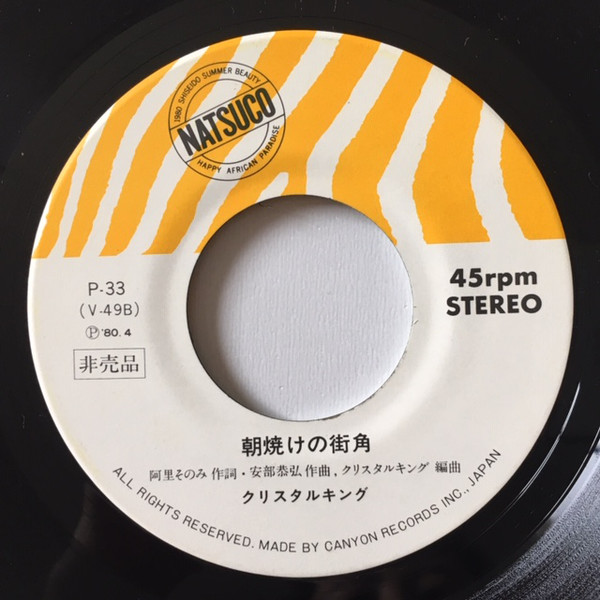 1980 SHISEIDO SUMMER BEAUTY
NATSUCO
HAPPY AFRICAN PARADISE
P-33
(V-49B)
Ⓟ'80.4
非売品
45rpm
STEREO
朝焼けの街角
阿里そのみ 作詞・安部恭弘 作曲, クリスタルキング 編曲
クリスタルキング
ALL RIGHTS RESERVED. MADE BY CANYON RECORDS INC., JAPAN